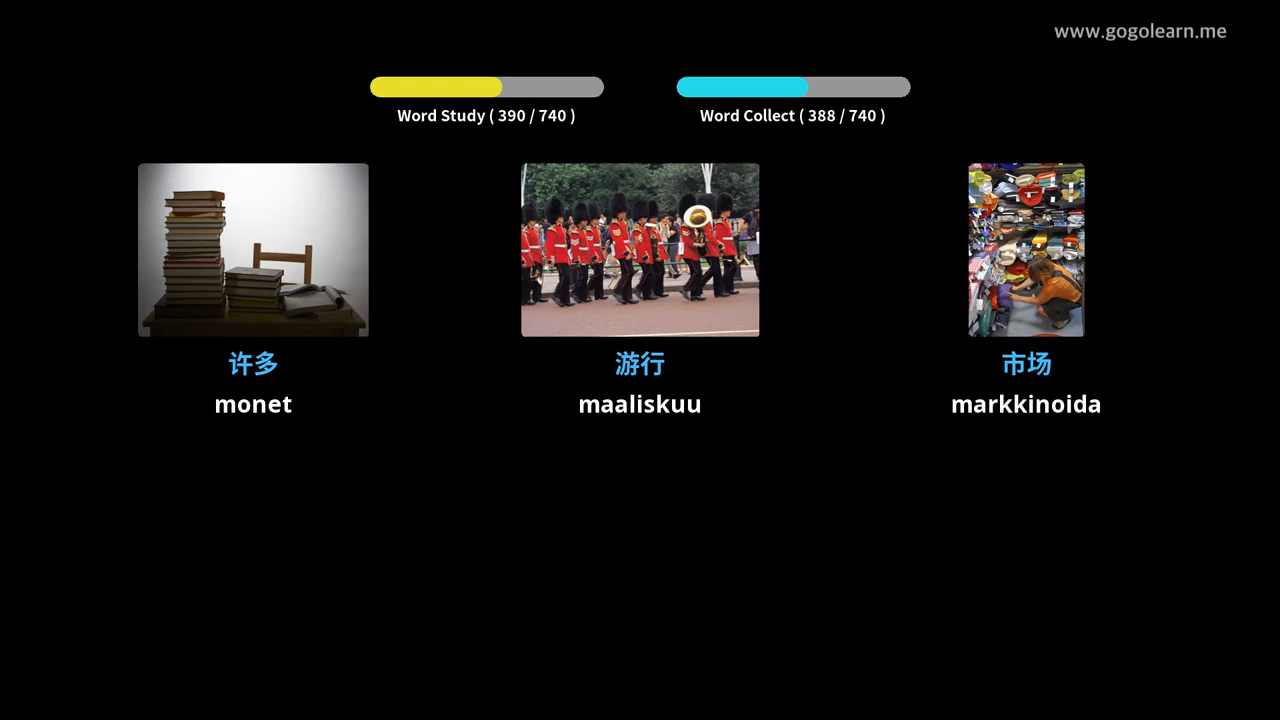 www.gogolearn.me
Word Study ( 390 / 740 )
Word Collect ( 388 / 740 )
许多
游行
市场
monet
maaliskuu
markkinoida